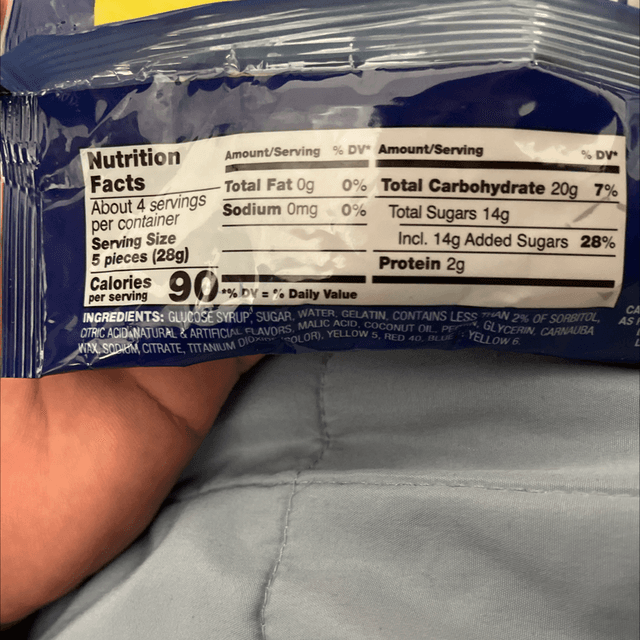 Nutrition
Facts
About 4 servings
per container
Serving Size
5 pieces (28g)
Calories
per serving 90
Amount/Serving % DV*
Total Fat 0g 0%
Sodium 0mg 0%
*% DV = % Daily Value
Amount/Serving % DV*
Total Carbohydrate 20g 7%
Total Sugars 14g
Incl. 14g Added Sugars 28%
Protein 2g
INGREDIENTS: GLUCOSE SYRUP, SUGAR, WATER, GELATIN, CONTAINS LESS THAN 2% OF SORBITOL,
CITRIC ACID, NATURAL & ARTIFICIAL FLAVORS, MALIC ACID, COCONUT OIL, GLYCERIN, CARNAUBA
WAX, SODIUM CITRATE, TITANIUM COLOR), YELLOW 5, RED 40, YELLOW 6.
CA
AST